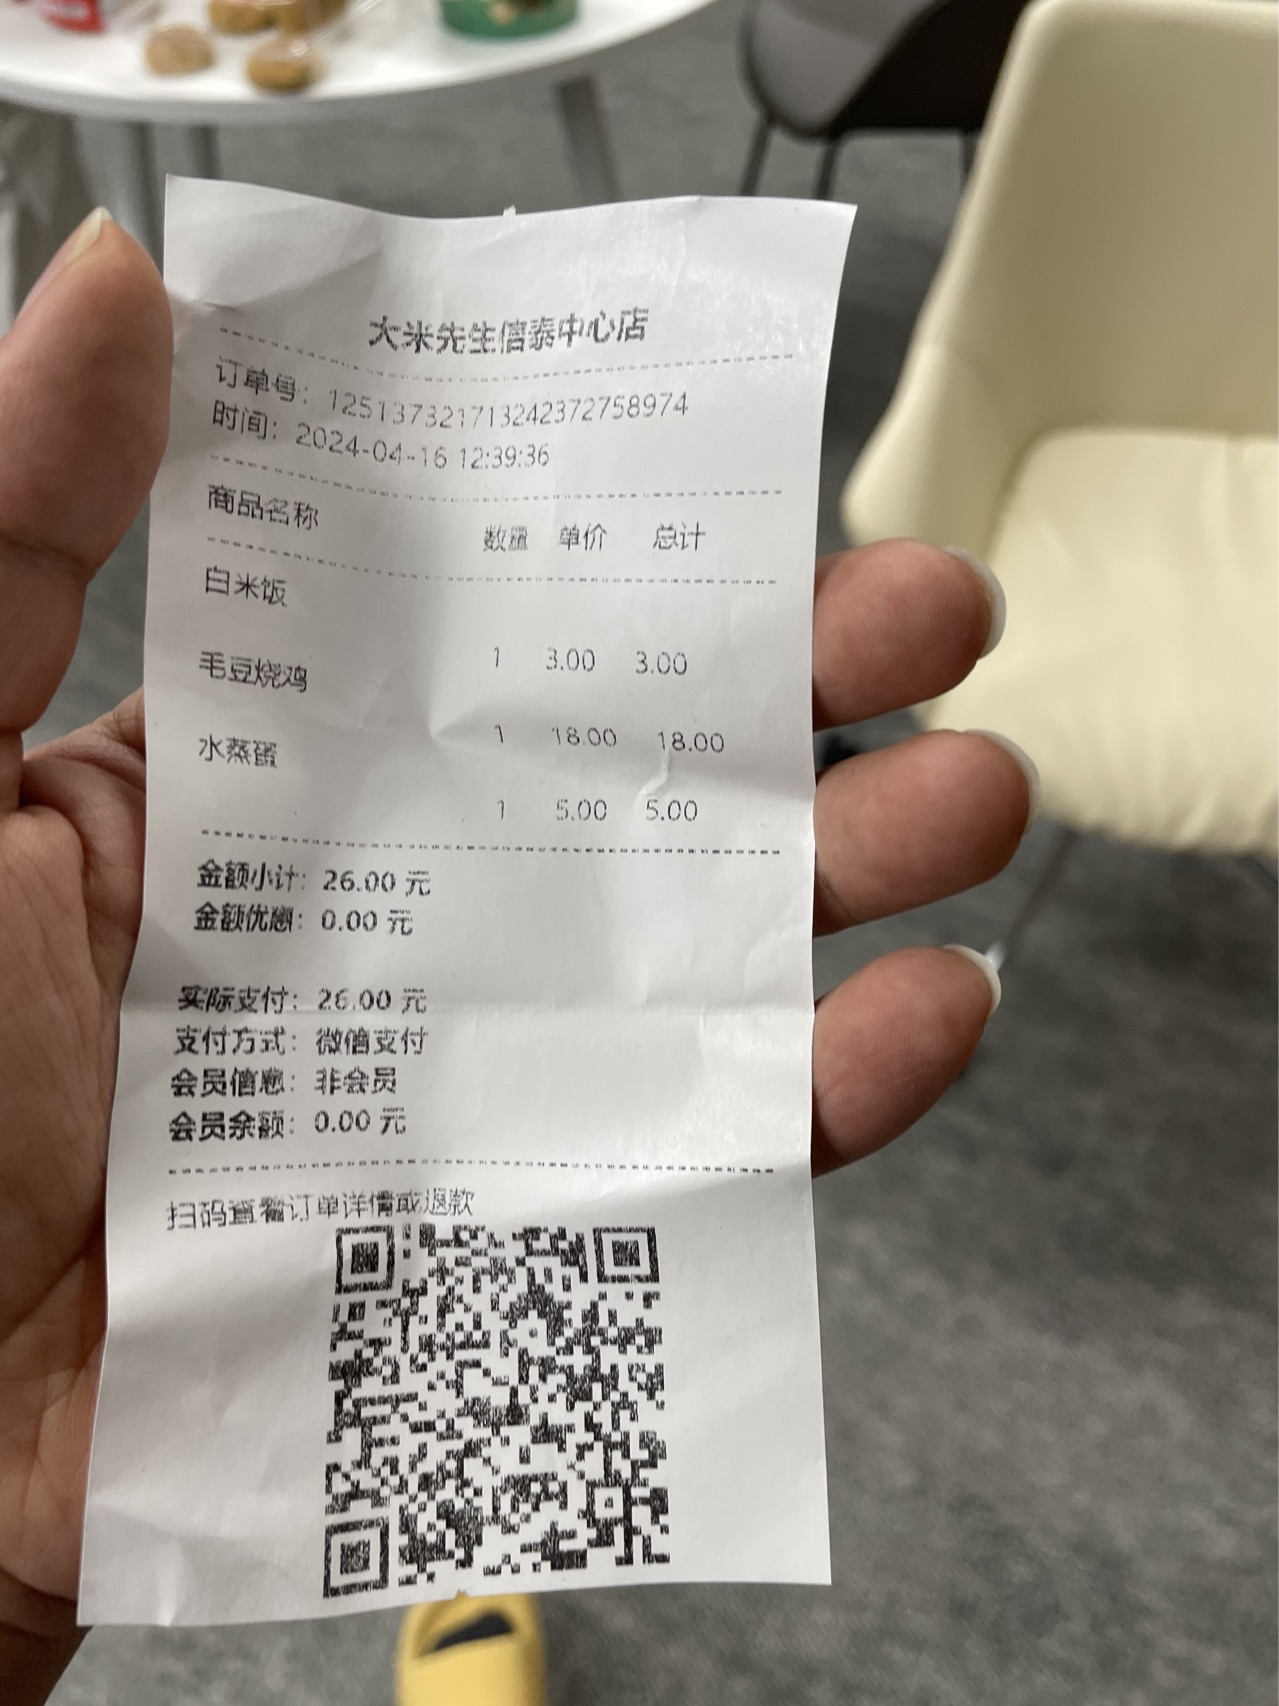 大米先生信泰中心店
订单号：1251373217132423727​58974
时间：2024-04-16 12:39:36
商品名称 数量 单价 总计
白米饭
1 3.00 3.00
毛豆烧鸡
1 18.00 18.00
水蒸蛋
1 5.00 5.00
金额小计：26.00 元
金额优惠：0.00 元
实际支付：26.00 元
支付方式：微信支付
会员信息：非会员
会员余额：0.00 元
扫码查看订单详情或退款